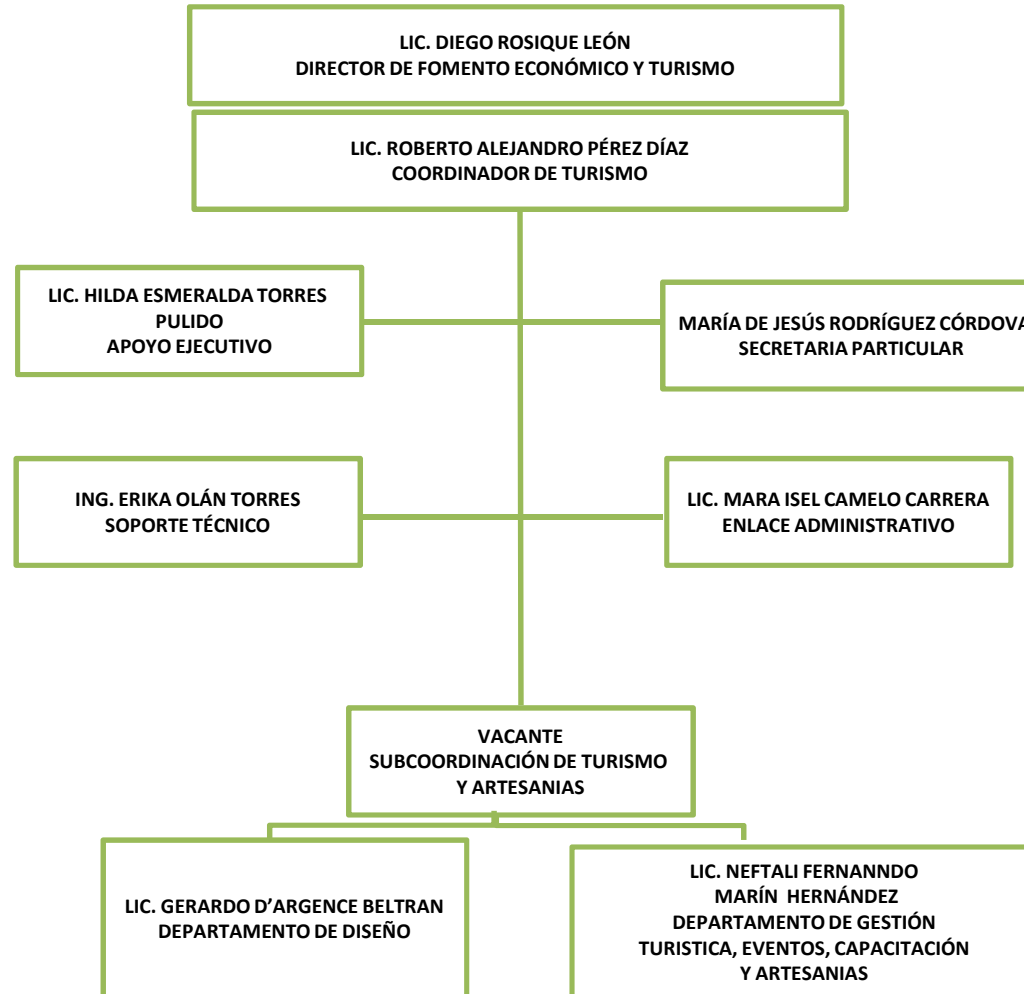 LIC. DIEGO ROSIQUE LEÓN
DIRECTOR DE FOMENTO ECONÓMICO Y TURISMO
LIC. ROBERTO ALEJANDRO PÉREZ DÍAZ
COORDINADOR DE TURISMO
LIC. HILDA ESMERALDA TORRES
PULIDO
APOYO EJECUTIVO
MARÍA DE JESÚS RODRÍGUEZ CÓRDOVA
SECRETARIA PARTICULAR
ING. ERIKA OLÁN TORRES
SOPORTE TÉCNICO
LIC. MARA ISEL CAMELO CARRERA
ENLACE ADMINISTRATIVO
VACANTE
SUBCOORDINACIÓN DE TURISMO
Y ARTESANIAS
LIC. GERARDO D’ARGENCE BELTRAN
DEPARTAMENTO DE DISEÑO
LIC. NEFTALI FERNANNDO
MARÍN HERNÁNDEZ
DEPARTAMENTO DE GESTIÓN
TURISTICA, EVENTOS, CAPACITACIÓN
Y ARTESANIAS